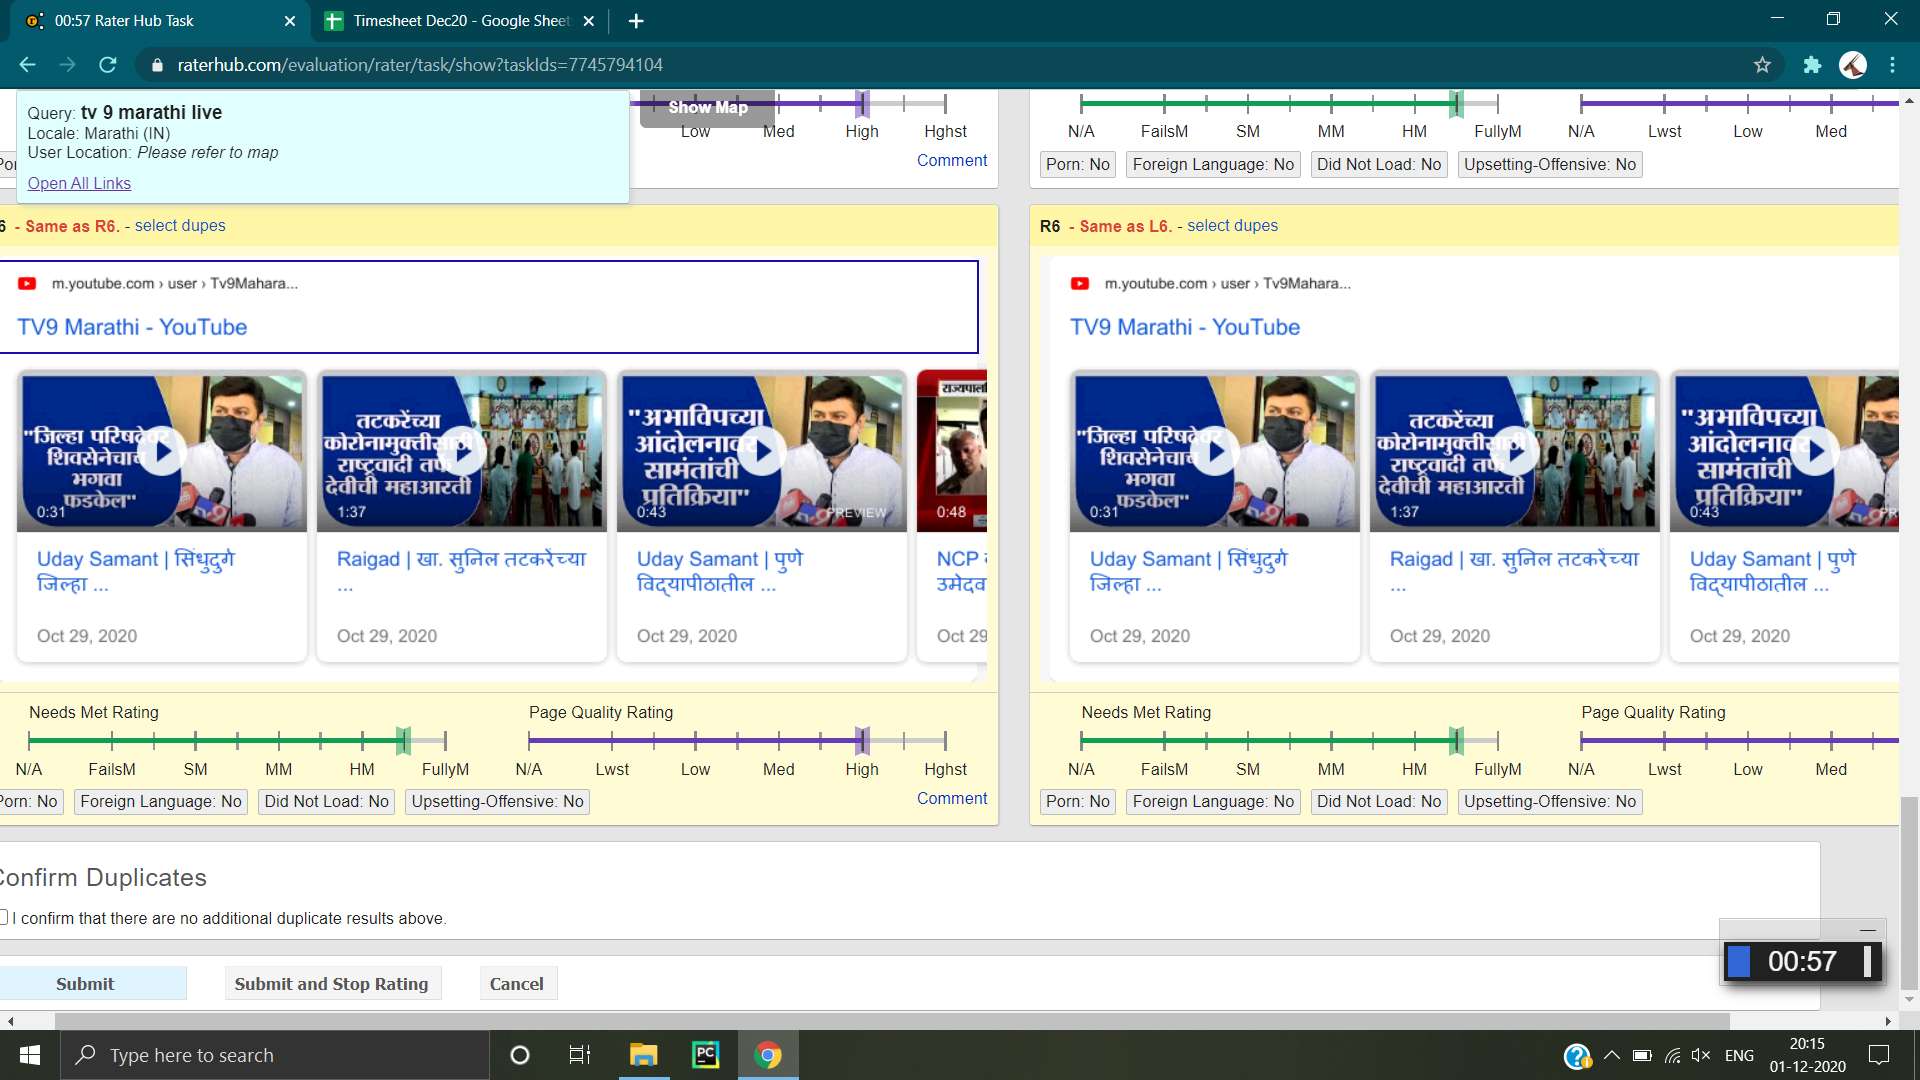 00:57 Rater Hub Task
Timesheet Dec20 - Google Sheet
raterhub.com/evaluation/rater/task/show?taskIds=7745794104
Query: tv 9 marathi live
Locale: Marathi (IN)
User Location: Please refer to map
Open All Links
Show Map
Low Med High Hghst
Comment
N/A FailsM SM MM HM FullyM N/A Lwst Low Med
Porn: No Foreign Language: No Did Not Load: No Upsetting-Offensive: No
6 - Same as R6. - select dupes
m.youtube.com › user › Tv9Mahara...
TV9 Marathi - YouTube
"जिल्हा परिषदेवर
शिवसेनेचाच
भगवा
फडकेल"
0:31
तटकरेंच्या
कोरोनामुक्तीसाठी
राष्ट्रवादी तर्फे
देवीची महाआरती
1:37
"अभाविपच्या
आंदोलनावर
सामंतांची
प्रतिक्रिया"
0:43
PREVIEW
0:48
Uday Samant | सिंधुदुर्ग
जिल्हा ...
Oct 29, 2020
Raigad | खा. सुनिल तटकरेंच्या
...
Oct 29, 2020
Uday Samant | पुणे
विद्यापीठातील ...
Oct 29, 2020
NCP
उमेदव
Oct 29
Needs Met Rating Page Quality Rating
N/A FailsM SM MM HM FullyM N/A Lwst Low Med High Hghst
Porn: No Foreign Language: No Did Not Load: No Upsetting-Offensive: No Comment
R6 - Same as L6. - select dupes
m.youtube.com › user › Tv9Mahara...
TV9 Marathi - YouTube
"जिल्हा परिषदेवर
शिवसेनेचाच
भगवा
फडकेल"
0:31
तटकरेंच्या
कोरोनामुक्तीसाठी
राष्ट्रवादी तर्फे
देवीची महाआरती
1:37
"अभाविपच्या
आंदोलनावर
सामंतांची
प्रतिक्रिया"
0:43
Uday Samant | सिंधुदुर्ग
जिल्हा ...
Oct 29, 2020
Raigad | खा. सुनिल तटकरेंच्या
...
Oct 29, 2020
Uday Samant | पुणे
विद्यापीठातील ...
Oct 29, 2020
Needs Met Rating Page Quality Rating
N/A FailsM SM MM HM FullyM N/A Lwst Low Med
Porn: No Foreign Language: No Did Not Load: No Upsetting-Offensive: No
Confirm Duplicates
I confirm that there are no additional duplicate results above.
Submit Submit and Stop Rating Cancel
00:57
Type here to search
ENG
20:15
01-12-2020